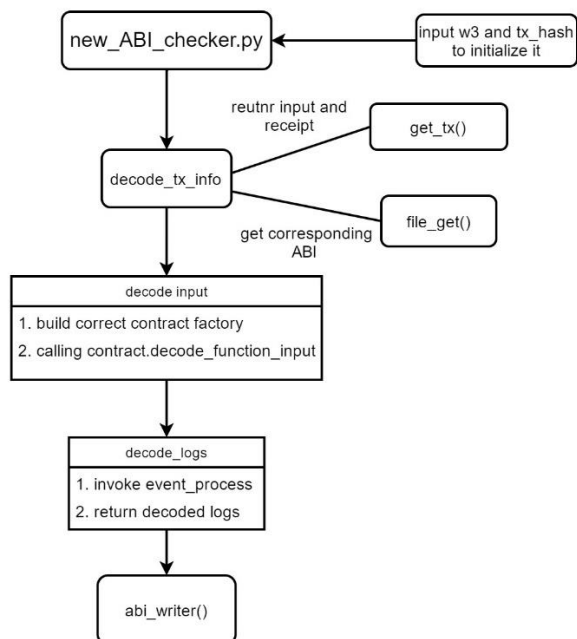 new_ABI_checker.py
input w3 and tx_hash
to initialize it
reutnr input and
receipt
get_tx()
decode_tx_info
file_get()
get corresponding
ABI
decode input
1. build correct contract factory
2. calling contract.decode_function_input
decode_logs
1. invoke event_process
2. return decoded logs
abi_writer()